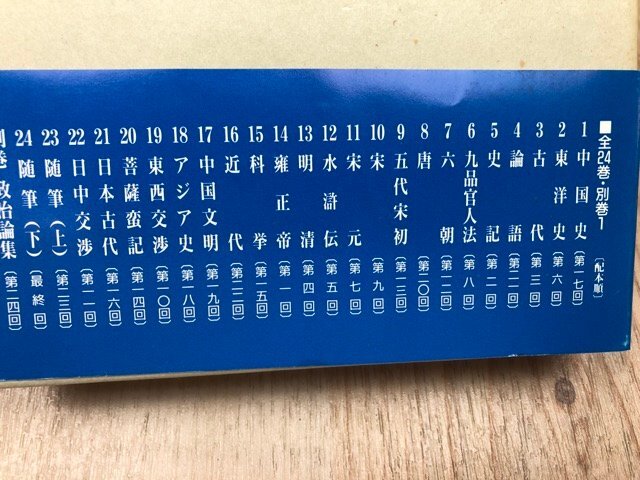 ■全24巻・別巻1
〔配本順〕
1 中国史 (第一七回)
2 東洋史 (第六回)
3 古代 (第一二回)
4 論語 (第四回)
5 史記 (第二一回)
6 九品官人法 (第八回)
7 六朝 (第二回)
8 唐 (第二〇回)
9 五代宋初 (第二三回)
10 宋 (第九回)
11 宋元 (第七回)
12 水滸伝 (第五回)
13 明清 (第四回)
14 雍正帝 (第一回)
15 科挙 (第一五回)
16 近代 (第二二回)
17 中国文明 (第一九回)
18 アジア史 (第一八回)
19 東西交渉 (第一〇回)
20 菩薩蛮記 (第一四回)
21 日本古代 (第一六回)
22 日中交渉 (第一一回)
23 随筆(上) (第一三回)
24 随筆(下) (最終回)
別巻 政治論集 (第二四回)